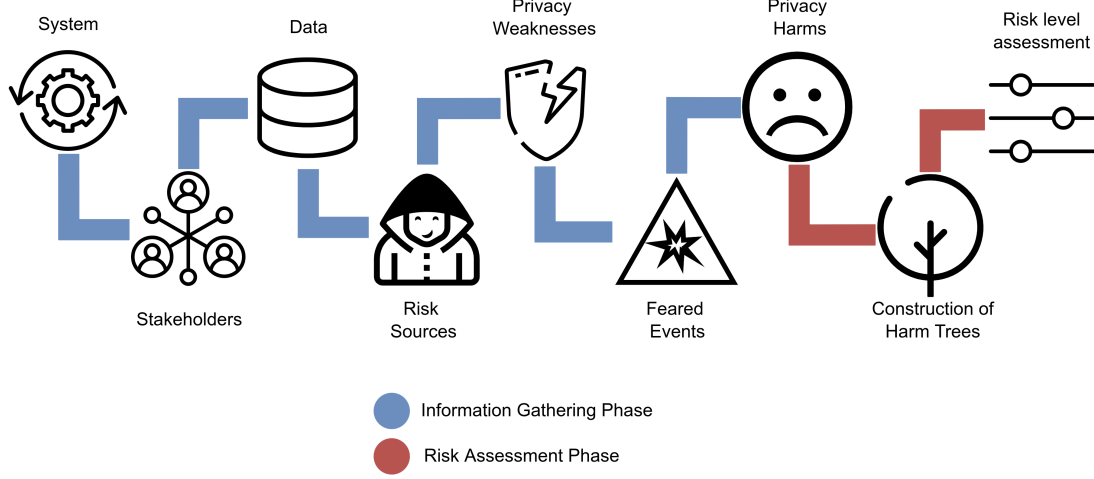 System
Stakeholders
Data
Risk
Sources
Privacy
Weaknesses
Feared
Events
Privacy
Harms
Construction of
Harm Trees
Risk level
assessment
Information Gathering Phase
Risk Assessment Phase